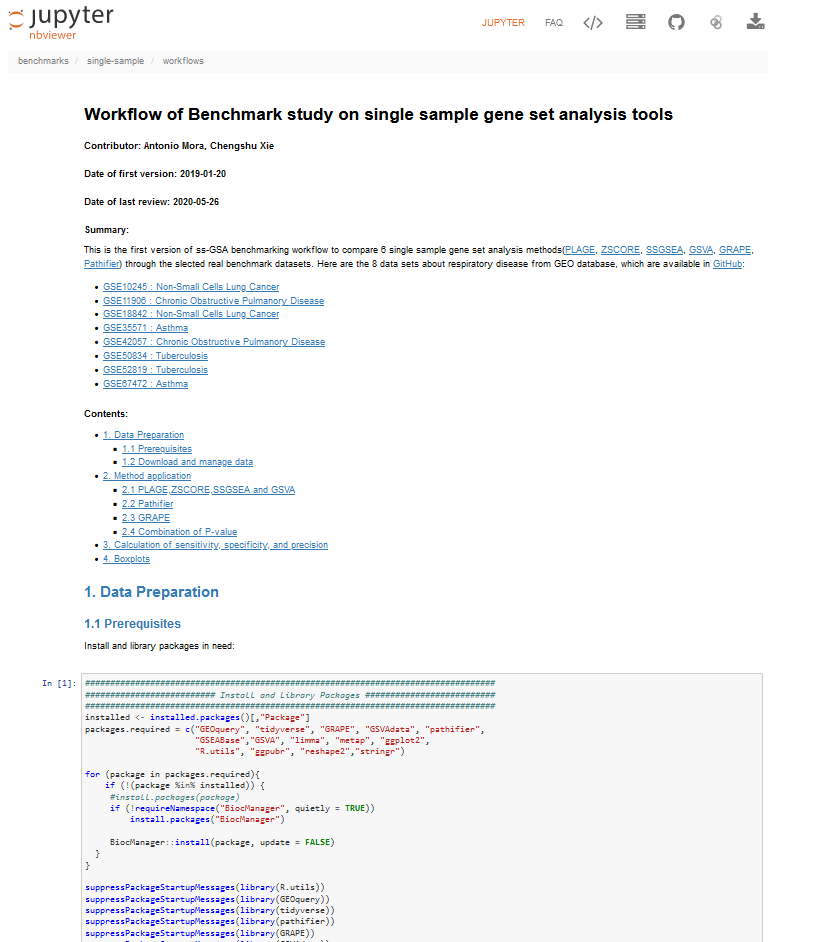 jupyter
nbviewer
JUPYTER FAQ </>
benchmarks / single-sample / workflows
Workflow of Benchmark study on single sample gene set analysis tools
Contributor: Antonio Mora, Chengshu Xie
Date of first version: 2019-01-20
Date of last review: 2020-05-26
Summary:
This is the first version of ss-GSA benchmarking workflow to compare 6 single sample gene set analysis methods(PLAGE, ZSCORE, SSGSEA, GSVA, GRAPE,
Pathifier) through the slected real benchmark datasets. Here are the 8 data sets about respiratory disease from GEO database, which are available in GitHub:
• GSE10245 : Non-Small Cells Lung Cancer
• GSE11906 : Chronic Obstructive Pulmonary Disease
• GSE18842 : Non-Small Cells Lung Cancer
• GSE35571 : Asthma
• GSE42057 : Chronic Obstructive Pulmonary Disease
• GSE50834 : Tuberculosis
• GSE52819 : Tuberculosis
• GSE67472 : Asthma
Contents:
• 1. Data Preparation
▪ 1.1 Prerequisites
▪ 1.2 Download and manage data
• 2. Method application
▪ 2.1 PLAGE,ZSCORE,SSGSEA and GSVA
▪ 2.2 Pathifier
▪ 2.3 GRAPE
▪ 2.4 Combination of P-value
• 3. Calculation of sensitivity, specificity, and precision
• 4. Boxplots
1. Data Preparation
1.1 Prerequisites
Install and library packages in need:
In [1]: ##################################################################################
########################## Install and Library Packages ##########################
##################################################################################
installed <- installed.packages()[,"Package"]
packages.required = c("GEOquery", "tidyverse", "GRAPE", "GSVAdata", "pathifier",
"GSEABase","GSVA", "limma", "metap", "ggplot2",
"R.utils", "ggpubr", "reshape2","stringr")
for (package in packages.required){
if (!(package %in% installed)) {
#install.packages(package)
if (!requireNamespace("BiocManager", quietly = TRUE))
install.packages("BiocManager")
BiocManager::install(package, update = FALSE)
}
}
suppressPackageStartupMessages(library(R.utils))
suppressPackageStartupMessages(library(GEOquery))
suppressPackageStartupMessages(library(tidyverse))
suppressPackageStartupMessages(library(pathifier))
suppressPackageStartupMessages(library(GRAPE))